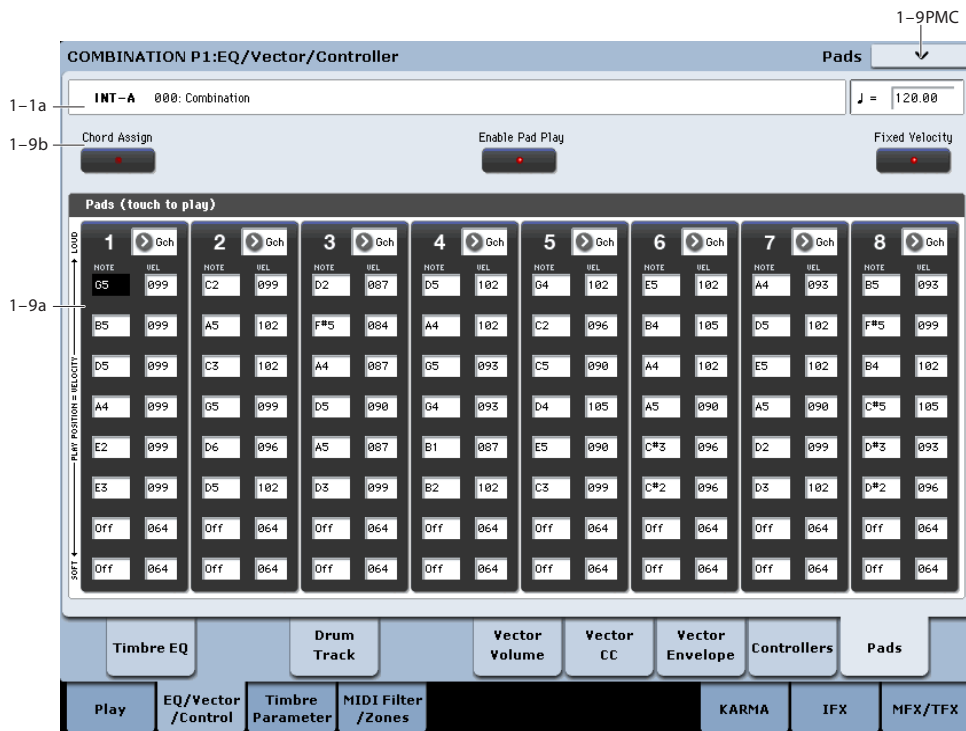 1–9PMC
COMBINATION P1:EQ/Vector/Controller Pads
1–1a
INT-A 000: Combination ♩ = 120.00
1–9b
Chord Assign Enable Pad Play Fixed Velocity
Pads (touch to play)
1 Gch 2 Gch 3 Gch 4 Gch 5 Gch 6 Gch 7 Gch 8 Gch
NOTE VEL NOTE VEL NOTE VEL NOTE VEL NOTE VEL NOTE VEL NOTE VEL NOTE VEL
1–9a
SOFT PLAY POSITION = VELOCITY LOUD
G5 099 C2 099 D2 087 D5 102 G4 102 E5 102 A4 093 B5 093
B5 099 A5 102 F#5 084 A4 102 C2 096 B4 105 D5 102 F#5 099
D5 099 C3 102 A4 087 G5 093 C5 090 A4 102 E5 102 B4 102
A4 099 G5 099 D5 090 G4 093 D4 105 A5 090 A5 090 C#5 105
E2 099 D6 096 A5 087 B1 087 E5 090 C#3 096 D2 099 D#3 093
E3 099 D5 102 D3 099 B2 102 C3 099 C#2 096 D3 102 D#2 096
Off 064 Off 064 Off 064 Off 064 Off 064 Off 064 Off 064 Off 064
Off 064 Off 064 Off 064 Off 064 Off 064 Off 064 Off 064 Off 064
Timbre EQ
Drum
Track
Vector
Volume
Vector
CC
Vector
Envelope
Controllers
Pads
Play
EQ/Vector
/Control
Timbre
Parameter
MIDI Filter
/Zones
KARMA
IFX
MFX/TFX